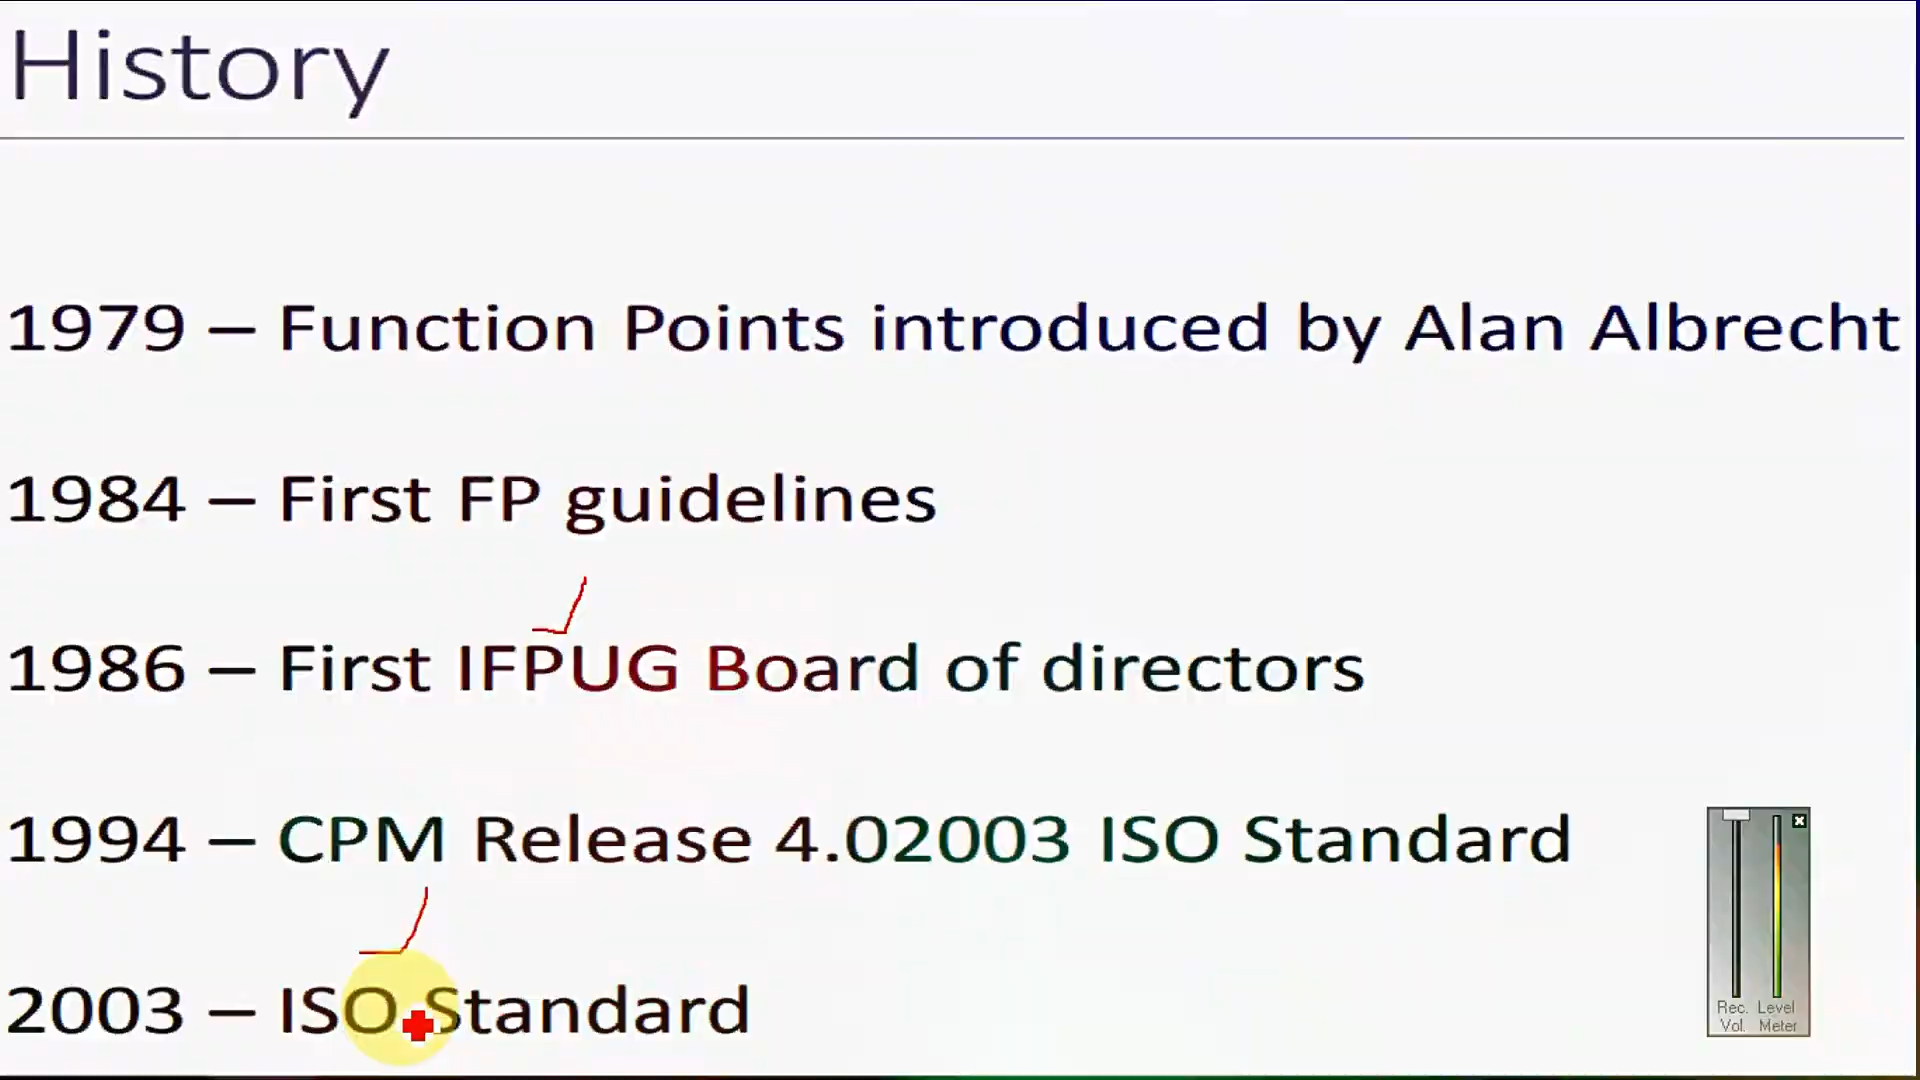 History
1979 – Function Points introduced by Alan Albrecht
1984 – First FP guidelines
1986 – First IFPUG Board of directors
1994 – CPM Release 4.02003 ISO Standard
2003 – ISO Standard
Rec. Level
Vol. Meter